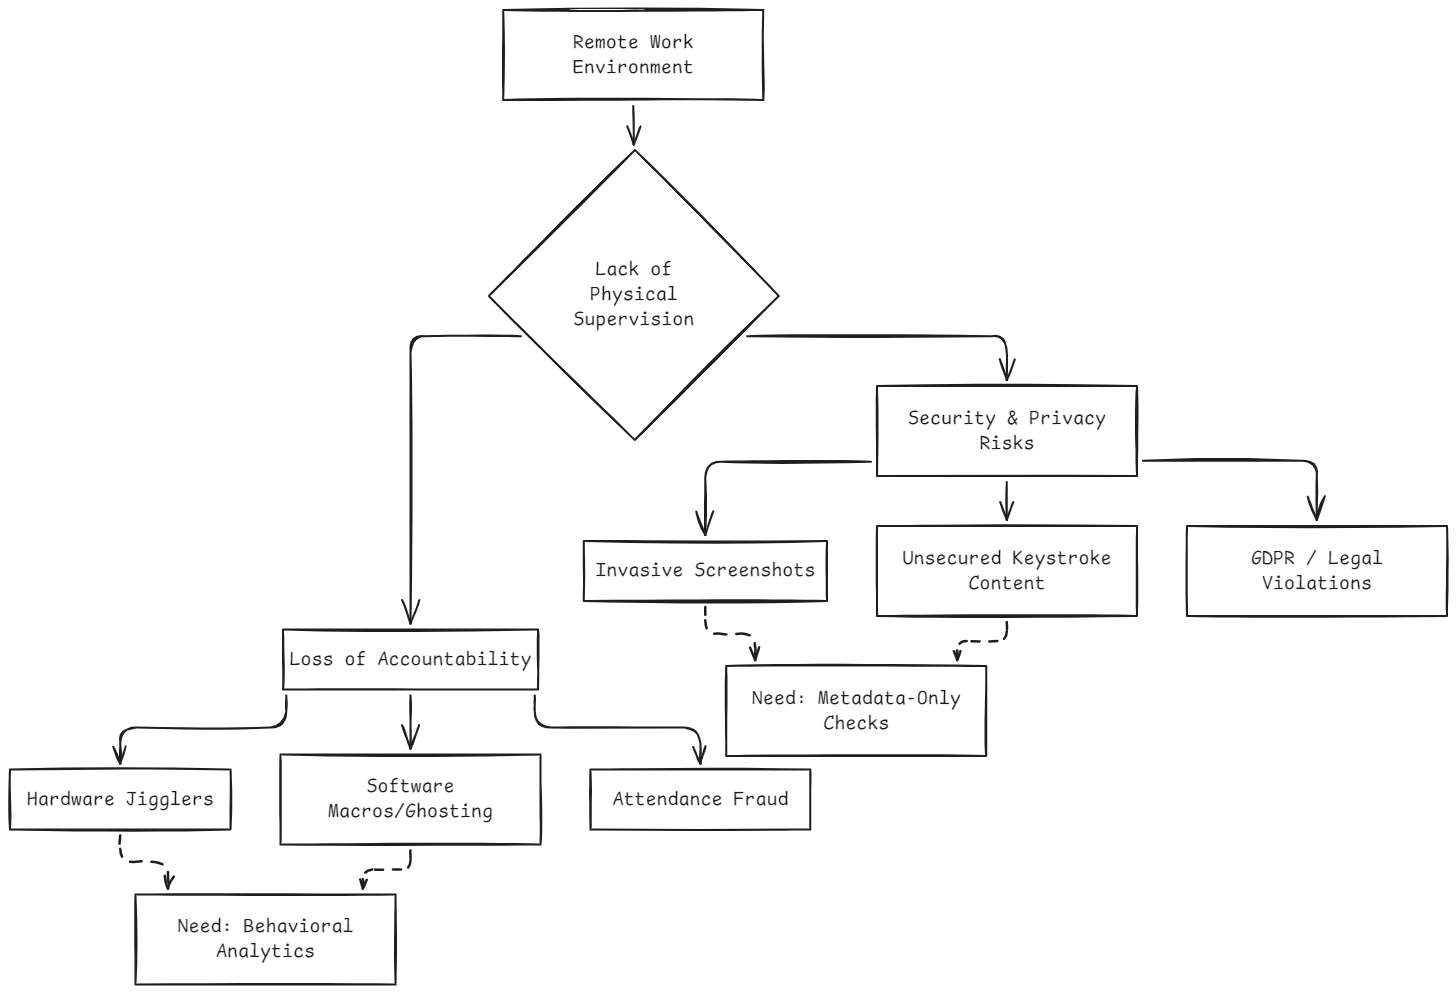 Remote Work
Environment
Lack of
Physical
Supervision
Security & Privacy
Risks
Invasive Screenshots
Unsecured Keystroke
Content
GDPR / Legal
Violations
Loss of Accountability
Need: Metadata-Only
Checks
Hardware Jigglers
Software
Macros/Ghosting
Attendance Fraud
Need: Behavioral
Analytics